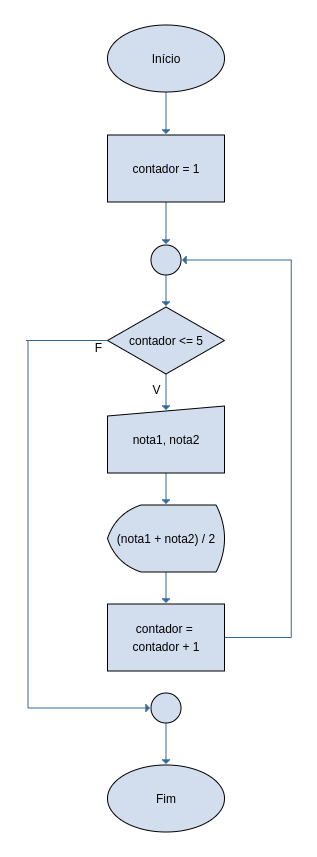 Início
contador = 1
contador <= 5
F
V
nota1, nota2
(nota1 + nota2) / 2
contador =
contador + 1
Fim